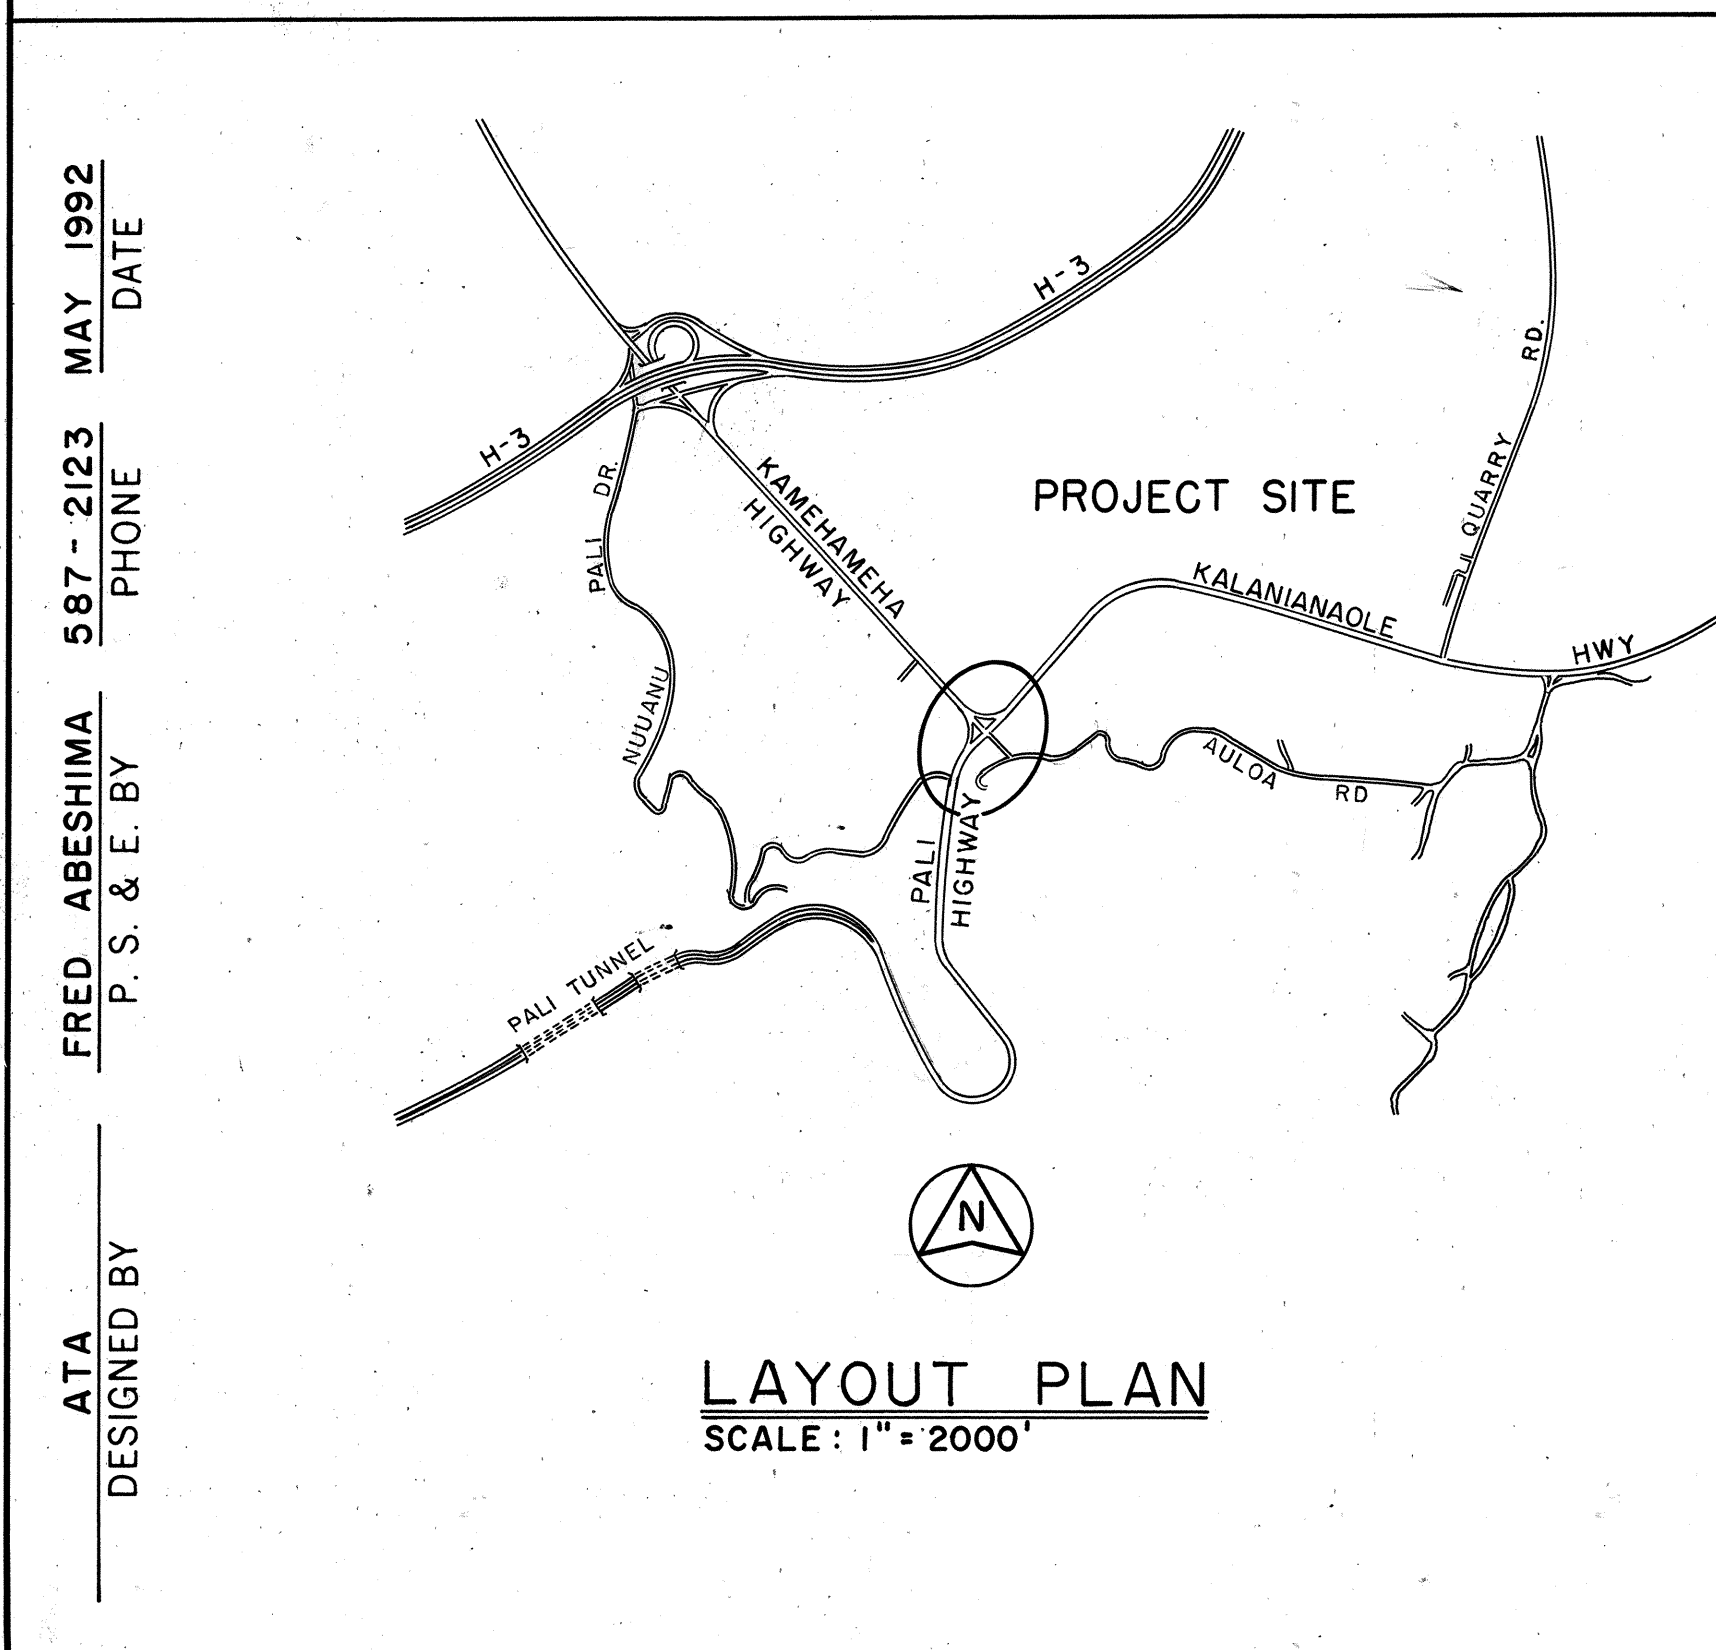 MAY 1992
DATE
587-2123
PHONE
FRED ABESHIMA
P. S. & E. BY
ATA
DESIGNED BY
H-3
H-3
PALI DR.
NUUANU
KAMEHAMEHA
HIGHWAY
PROJECT SITE
QUARRY RD.
KALANIANAOLE HWY
AULOA RD
PALI
HIGHWAY
PALI TUNNEL
N
LAYOUT PLAN
SCALE: 1" = 2000'